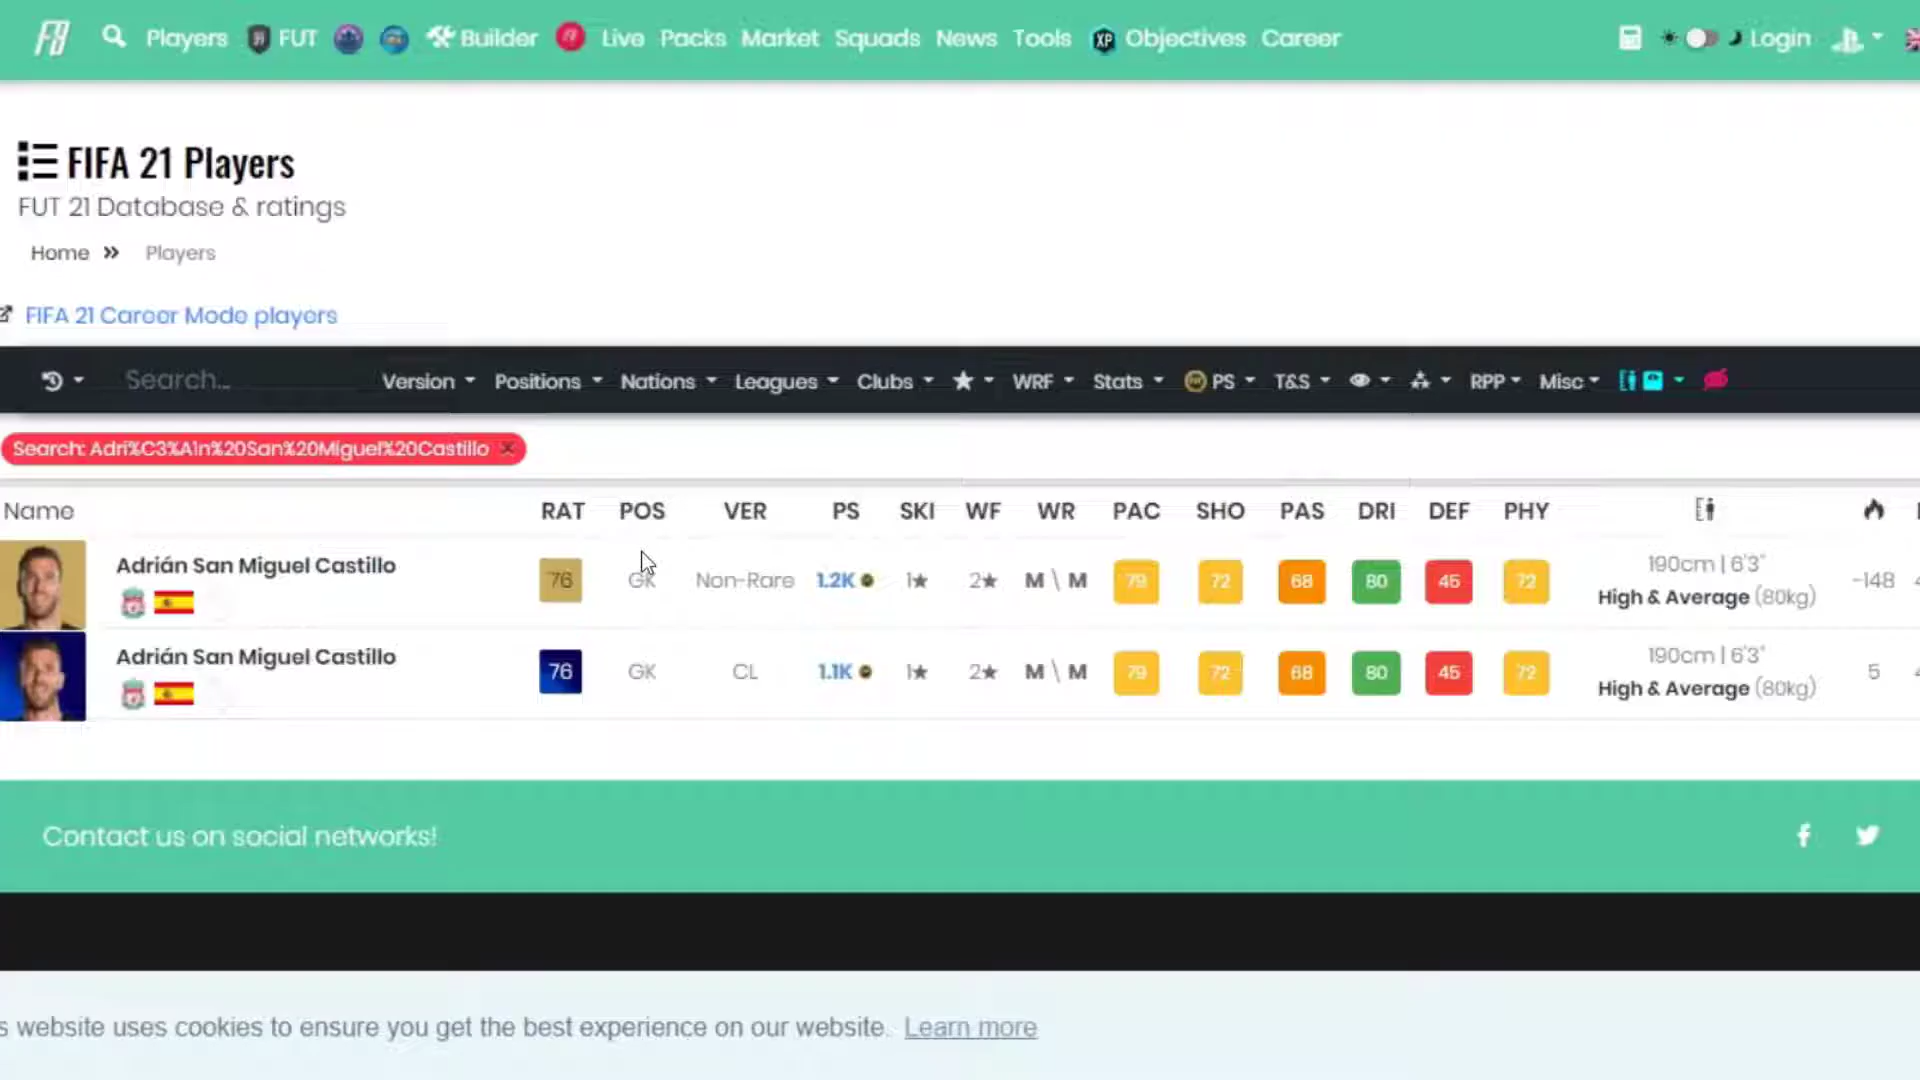 Players FUT Builder Live Packs Market Squads News Tools XP Objectives Career Login
FIFA 21 Players
FUT 21 Database & ratings
Home » Players
FIFA 21 Career Mode players
Search... Version Positions Nations Leagues Clubs WRF Stats PS T&S RPP Misc
Search: Adri%C3%A1n%20San%20Miguel%20Castillo ×
Name RAT POS VER PS SKI WF WR PAC SHO PAS DRI DEF PHY
Adrián San Miguel Castillo 76 GK Non-Rare 1.2K 1★ 2★ M \ M 79 72 68 80 45 72 190cm | 6'3" -148
High & Average (80kg)
Adrián San Miguel Castillo 76 GK CL 1.1K 1★ 2★ M \ M 79 72 68 80 45 72 190cm | 6'3" 5
High & Average (80kg)
Contact us on social networks!
s website uses cookies to ensure you get the best experience on our website. Learn more